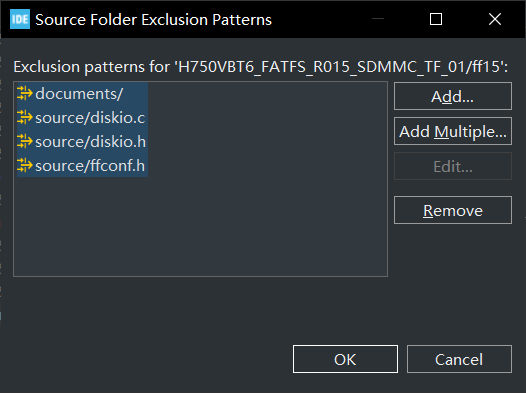 IDE Source Folder Exclusion Patterns
Exclusion patterns for 'H750VBT6_FATFS_R015_SDMMC_TF_01/ff15':
documents/
source/diskio.c
source/diskio.h
source/ffconf.h
Add...
Add Multiple...
Edit...
Remove
OK
Cancel